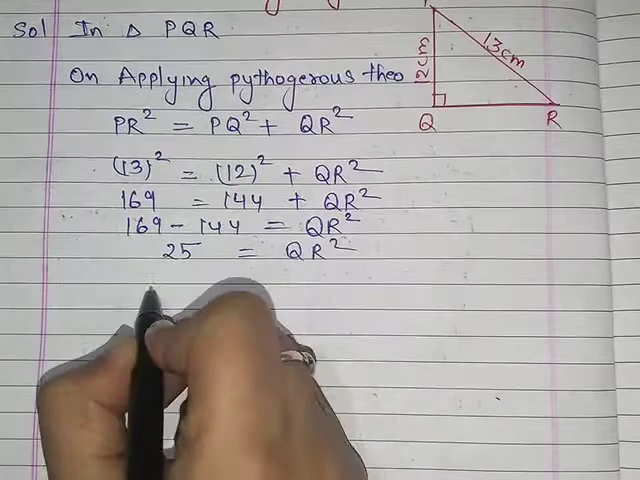 Sol In Δ PQR
On Applying pythogerous theo
PR² = PQ² + QR²
(13)² = (12)² + QR²
169 = 144 + QR²
169 - 144 = QR²
25 = QR²
12cm
13cm
Q
R